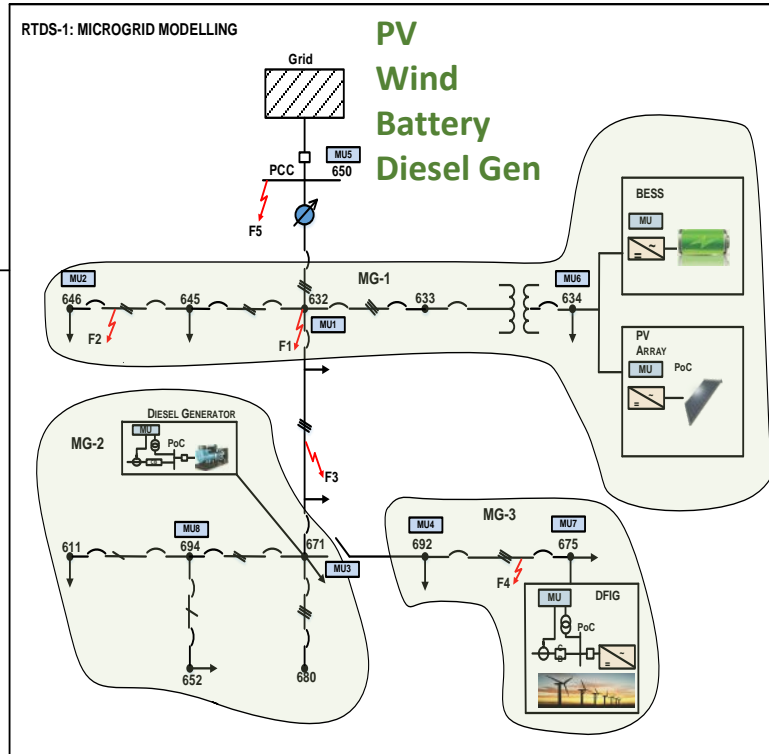 RTDS-1: MICROGRID MODELLING
PV
Wind
Battery
Diesel Gen
Grid
MU5
PCC
650
F5
BESS
MU
~
=
MG-1
MU2
MU6
646
645
632
633
634
MU1
F2
F1
PV
ARRAY
MU
PoC
~
=
DIESEL GENERATOR
MU
PoC
CB
MG-2
F3
MG-3
MU8
MU4
MU7
611
694
671
692
675
MU3
F4
MU
DFIG
PoC
~
=
652
680